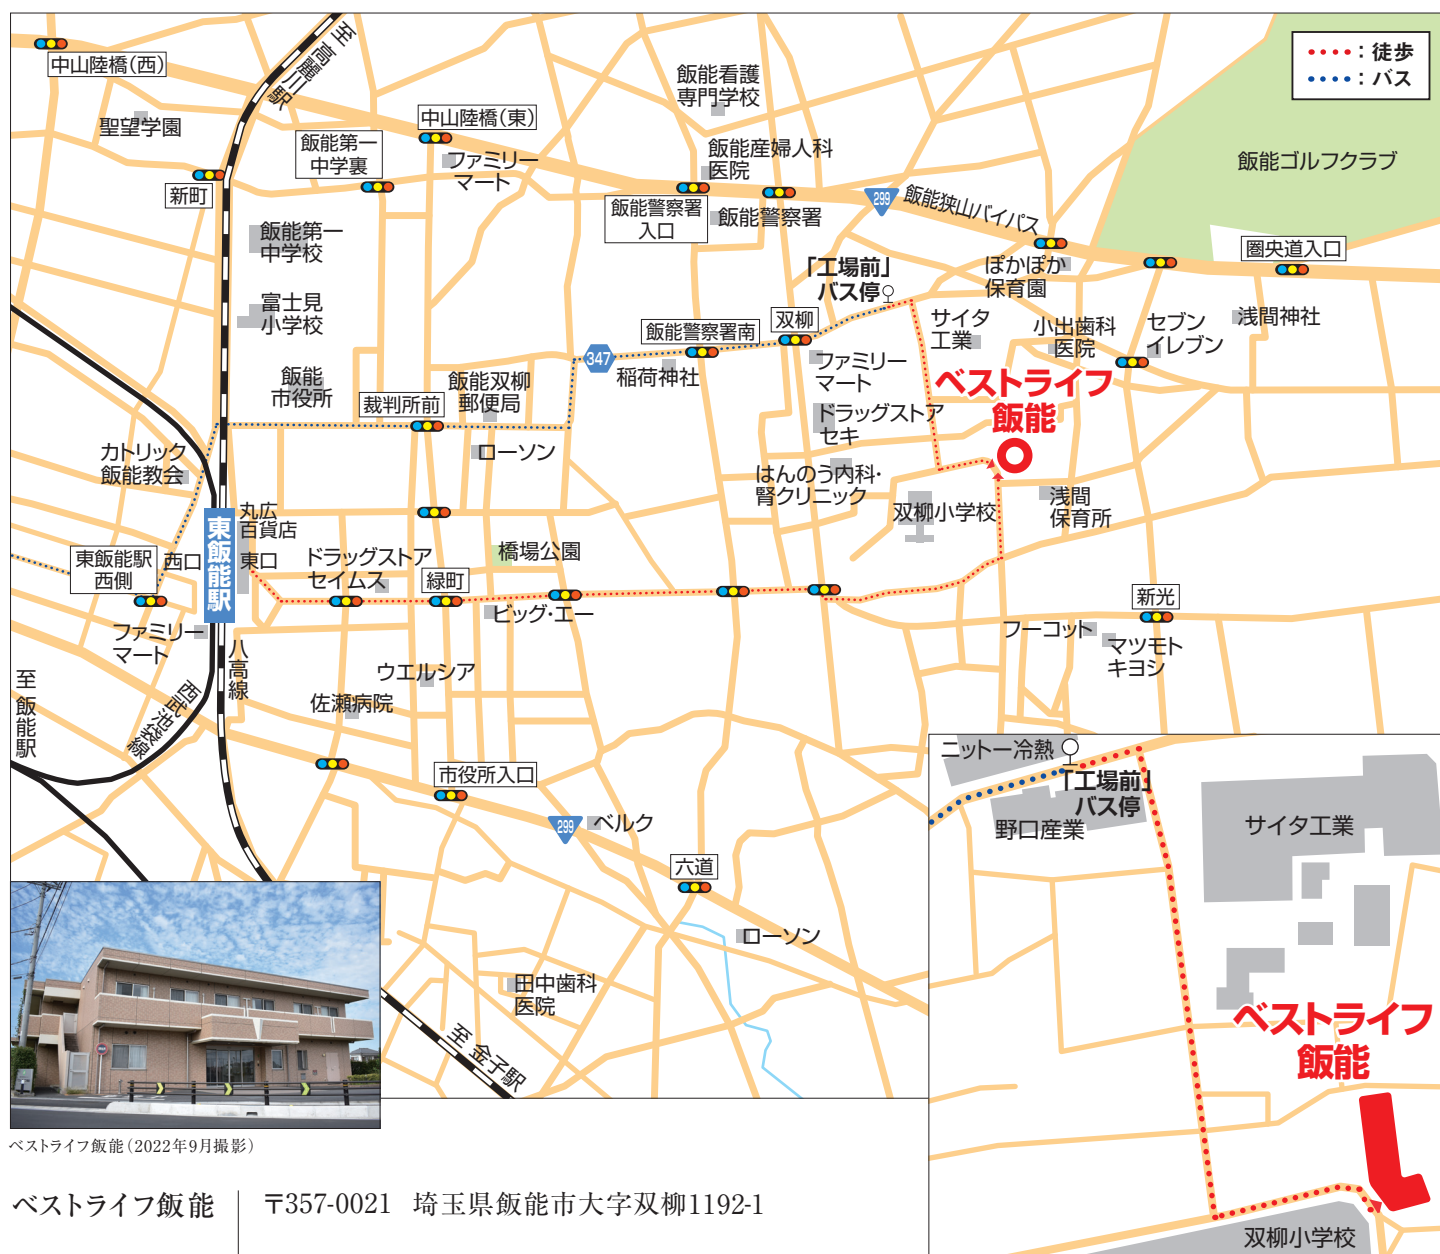 中山陸橋(西)
至高麗川駅
聖望学園
飯能第一
中学裏
中山陸橋(東)
ファミリー
マート
飯能看護
専門学校
飯能産婦人科
医院
新町
飯能警察署
入口
飯能警察署
299
飯能狭山バイパス
‥‥:徒歩
‥‥:バス
飯能ゴルフクラブ
圏央道入口
飯能第一
中学校
富士見
小学校
飯能
市役所
裁判所前
飯能双柳
郵便局
ローソン
347
稲荷神社
飯能警察署南
双柳
「工場前」
バス停
ぽかぽか
保育園
サイタ
工業
小出歯科
医院
セブン
イレブン
浅間神社
ファミリー
マート
ドラッグストア
セキ
ベストライフ
飯能
はんのう内科・
腎クリニック
双柳小学校
浅間
保育所
カトリック
飯能教会
丸広
百貨店
東飯能駅
西口
東口
東飯能駅
西側
ドラッグストア
セイムス
緑町
橋場公園
ビッグ・エー
ファミリー
マート
八高線
西武池袋線
至飯能駅
ウエルシア
佐瀬病院
市役所入口
299
ベルク
六道
ローソン
田中歯科
医院
至 金子駅
新光
フーコット
マツモト
キヨシ
ニットー冷熱
「工場前」
バス停
野口産業
サイタ工業
ベストライフ
飯能
双柳小学校
ベストライフ飯能(2022年9月撮影)
ベストライフ飯能
〒357-0021 埼玉県飯能市大字双柳1192-1